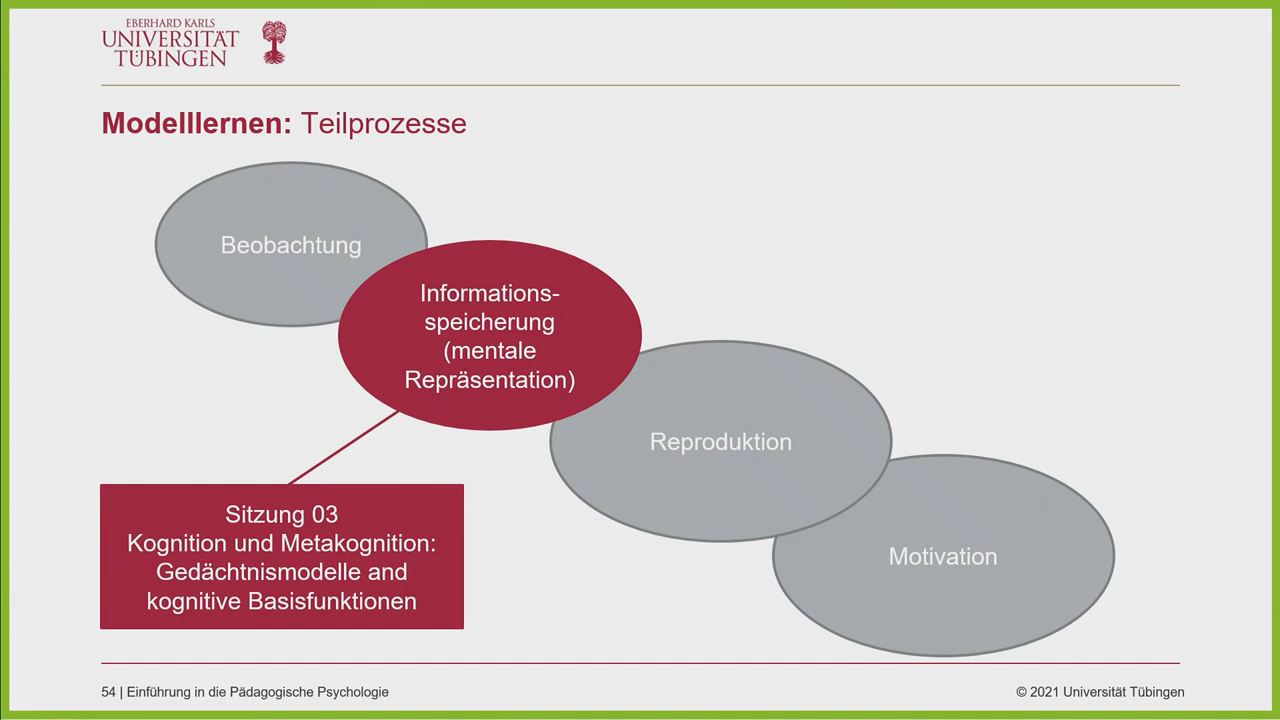 EBERHARD KARLS
UNIVERSITÄT
TÜBINGEN
Modelllernen: Teilprozesse
Beobachtung
Informations-
speicherung
(mentale
Repräsentation)
Reproduktion
Motivation
Sitzung 03
Kognition und Metakognition:
Gedächtnismodelle and
kognitive Basisfunktionen
54 | Einführung in die Pädagogische Psychologie
© 2021 Universität Tübingen